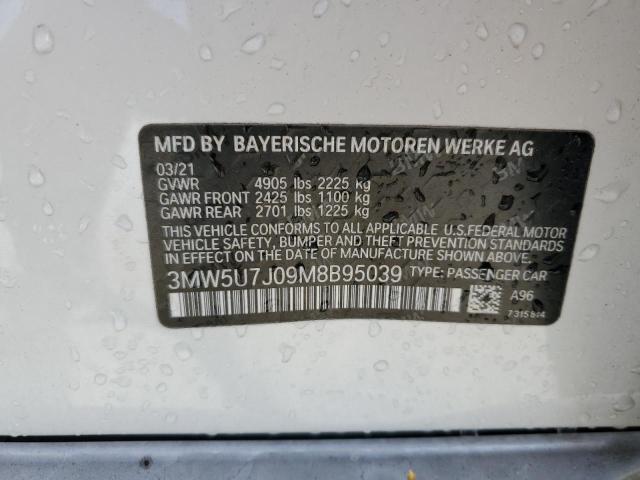 MFD BY BAYERISCHE MOTOREN WERKE AG
03/21
GVWR 4905 lbs 2225 kg
GAWR FRONT 2425 lbs 1100 kg
GAWR REAR 2701 lbs 1225 kg
THIS VEHICLE CONFORMS TO ALL APPLICABLE U.S.FEDERAL MOTOR
VEHICLE SAFETY, BUMPER AND THEFT PREVENTION STANDARDS
IN EFFECT ON THE DATE OF MANUFACTURE SHOWN ABOVE.
3MW5U7J09M8B95039 TYPE: PASSENGER CAR
A96